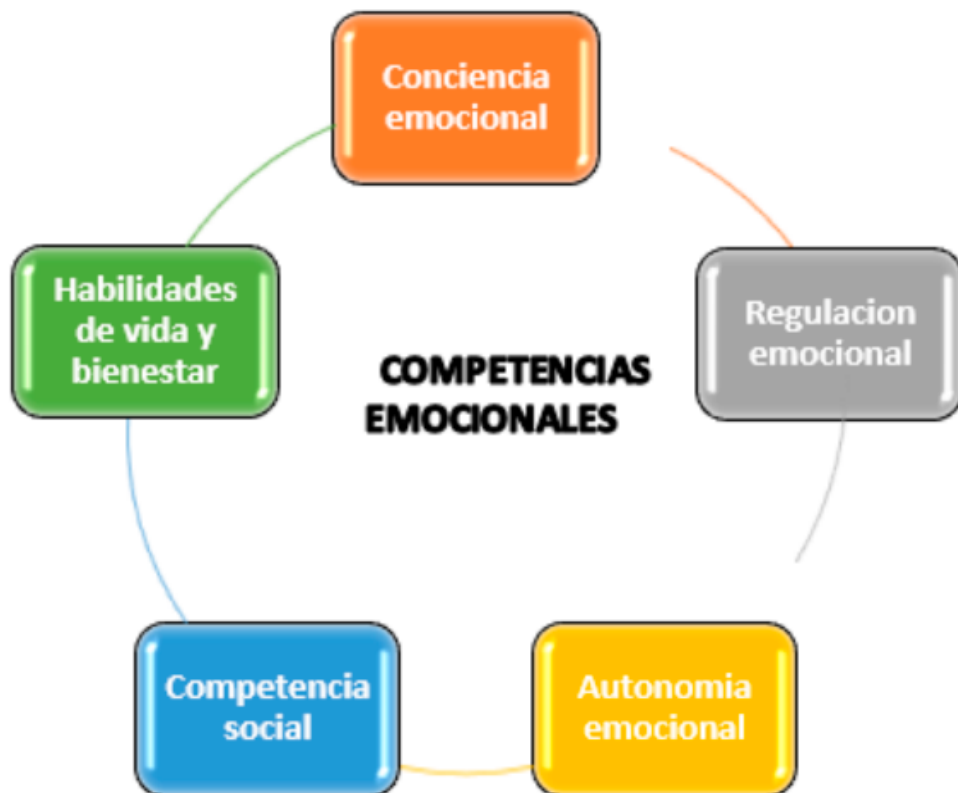 Conciencia
emocional
Habilidades
de vida y
bienestar
Regulacion
emocional
COMPETENCIAS
EMOCIONALES
Competencia
social
Autonomia
emocional